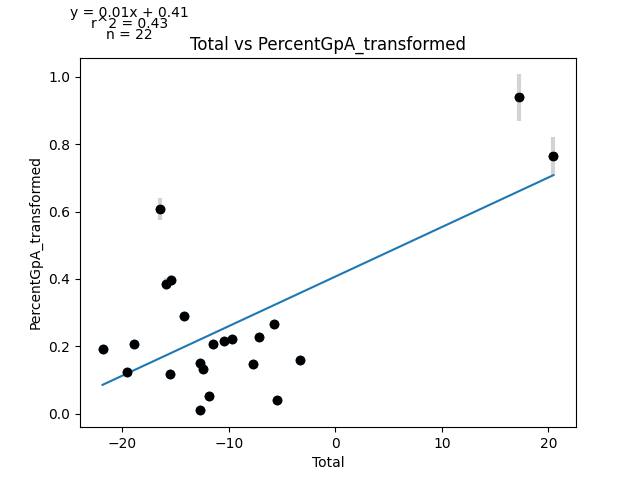 y = 0.01x + 0.41
r^2 = 0.43
n = 22
Total vs PercentGpA_transformed
PercentGpA_transformed
1.0
0.8
0.6
0.4
0.2
0.0
−20
−10
0
10
20
Total